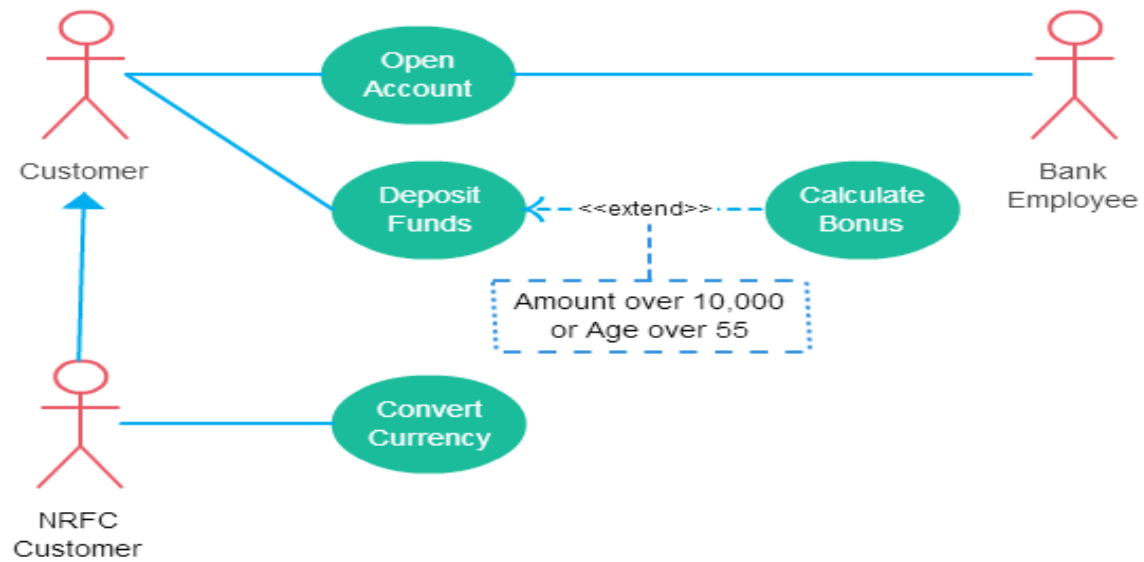 Open
Account
Customer
Bank
Employee
Deposit
Funds
<<extend>>
Calculate
Bonus
Amount over 10,000
or Age over 55
Convert
Currency
NRFC
Customer